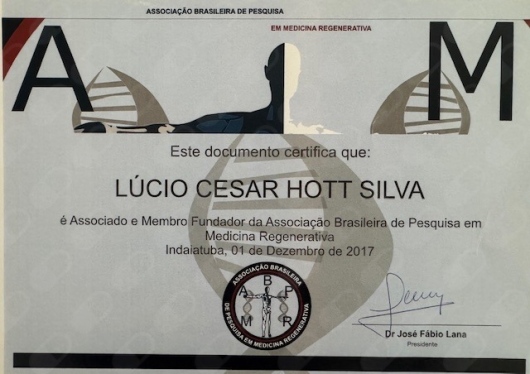 ASSOCIAÇÃO BRASILEIRA DE PESQUISA
EM MEDICINA REGENERATIVA
A M
Este documento certifica que:
LÚCIO CESAR HOTT SILVA
é Associado e Membro Fundador da Associação Brasileira de Pesquisa em
Medicina Regenerativa
Indaiatuba, 01 de Dezembro de 2017
ASSOCIAÇÃO BRASILEIRA
A B P
M R
DE PESQUISA EM MEDICINA REGENERATIVA
Dr José Fábio Lana
Presidente